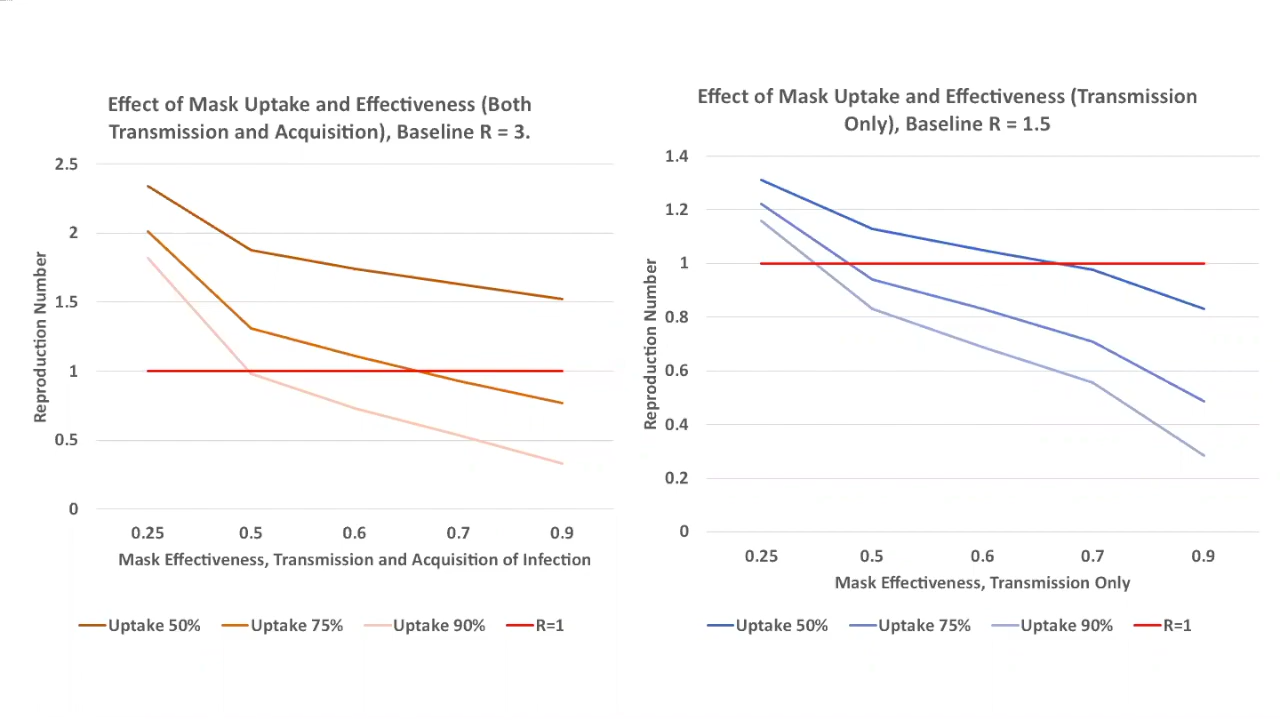 Effect of Mask Uptake and Effectiveness (Both
Transmission and Acquisition), Baseline R = 3.
2.5
2
1.5
1
0.5
0
Reproduction Number
0.25 0.5 0.6 0.7 0.9
Mask Effectiveness, Transmission and Acquisition of Infection
Uptake 50% Uptake 75% Uptake 90% R=1
Effect of Mask Uptake and Effectiveness (Transmission
Only), Baseline R = 1.5
1.4
1.2
1
0.8
0.6
0.4
0.2
0
Reproduction Number
0.25 0.5 0.6 0.7 0.9
Mask Effectiveness, Transmission Only
Uptake 50% Uptake 75% Uptake 90% R=1